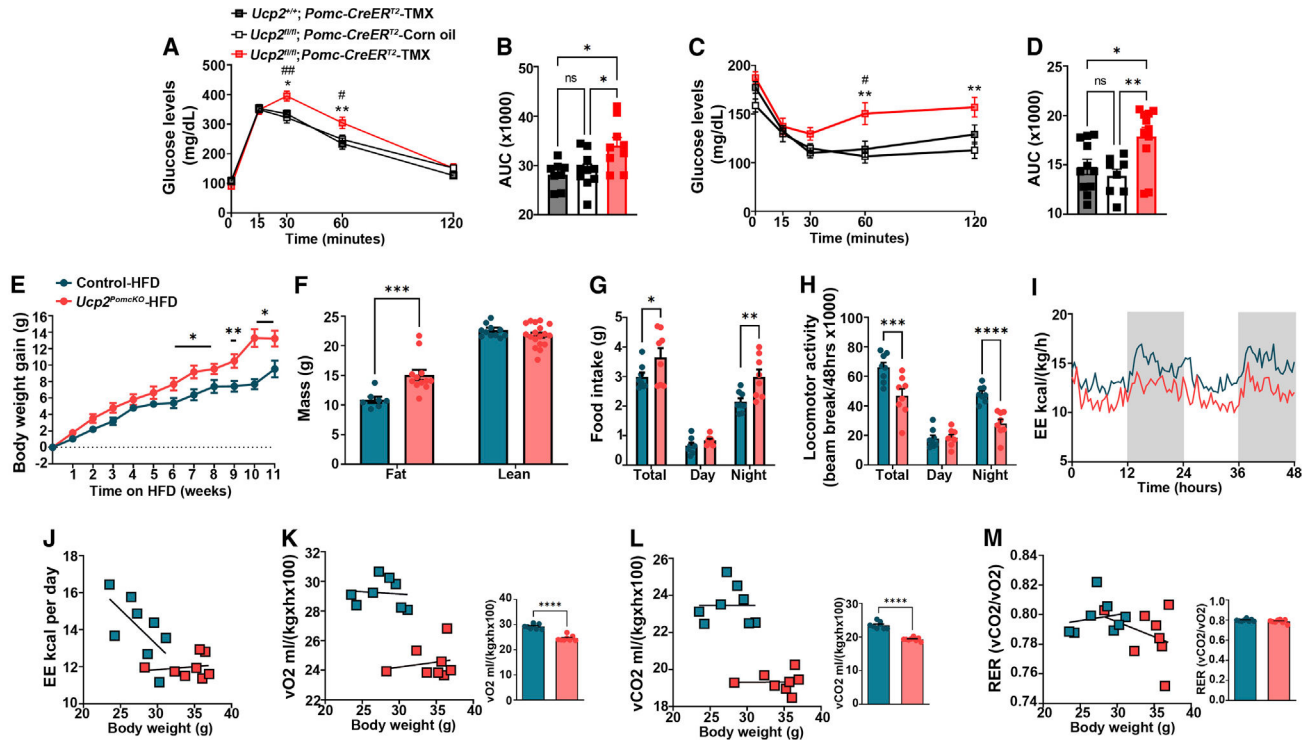 Ucp2+/+; Pomc-CreERT2-TMX
Ucp2fl/fl; Pomc-CreERT2-Corn oil
Ucp2fl/fl; Pomc-CreERT2-TMX
A
Glucose levels
(mg/dL)
500
400
300
200
100
0
##
*
#
**
0 15 30 60 120
Time (minutes)
B
AUC (x1000)
40
30
20
*
ns
*
C
Glucose levels
(mg/dL)
200
150
100
50
0
#
**
**
0 15 30 60 120
Time (minutes)
D
AUC (x1000)
25
20
15
10
*
ns
**
E
Control-HFD
Ucp2PomcKO-HFD
Body weight gain (g)
16
14
12
10
8
6
4
2
0
-2
*
**
*
1 2 3 4 5 6 7 8 9 10 11
Time on HFD (weeks)
F
Mass (g)
30
20
10
0
***
Fat Lean
G
Food intake (g)
5
4
3
2
1
0
*
**
Total Day Night
H
Locomotor activity
(beam break/48hrs x1000)
100
80
60
40
20
0
***
****
Total Day Night
I
EE kcal/kg/h)
20
15
10
5
0 12 24 36 48
Time (hours)
J
EE kcal per day
18
16
14
12
10
20 25 30 35 40
Body weight (g)
K
vO2 ml/(kgxhx100)
30
28
26
24
22
20 25 30 35 40
Body weight (g)
vO2 ml/(kgxhx100)
40
30
20
10
0
****
L
vCO2 ml/(kgxhx100)
26
24
22
20
18
20 25 30 35 40
Body weight (g)
vCO2 ml/(kgxhx100)
30
20
10
0
****
M
RER (vCO2/vO2)
0.84
0.82
0.80
0.78
0.76
0.74
20 25 30 35 40
Body weight (g)
RER (vCO2/vO2)
1.0
0.8
0.6
0.4
0.2
0.0